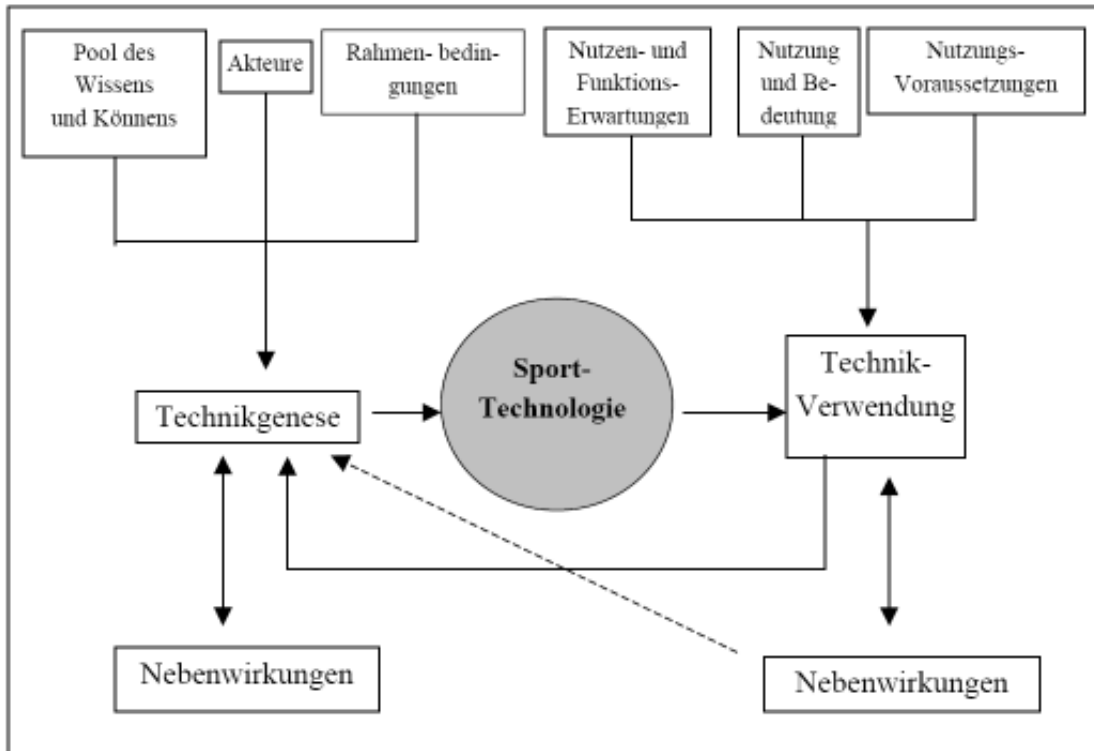 Pool des
Wissens
und Könnens
Akteure
Rahmen- bedin-
gungen
Nutzen- und
Funktions-
Erwartungen
Nutzung
und Be-
deutung
Nutzungs-
Voraussetzungen
Technikgenese
Sport-
Technologie
Technik-
Verwendung
Nebenwirkungen
Nebenwirkungen